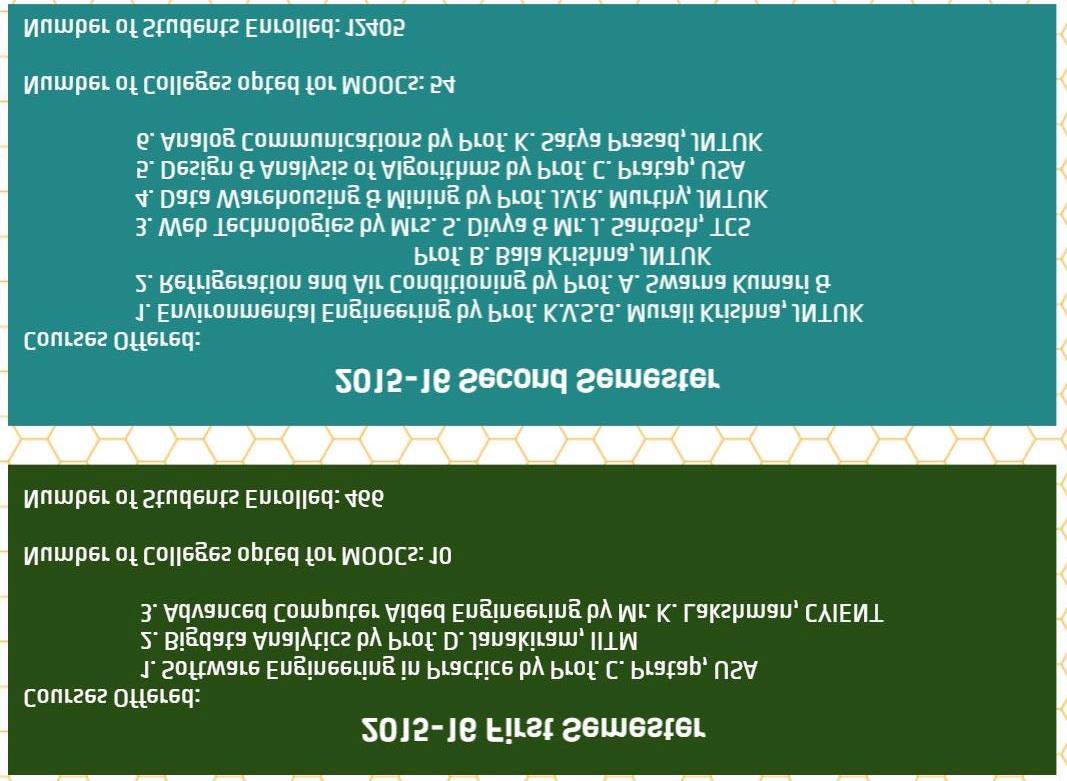 2015-16 First Semester
Courses Offered:
1. Software Engineering in Practice by Prof. C. Pratap, USA
2. Bigdata Analytics by Prof. D. Janakiram, IITM
3. Advanced Computer Aided Engineering by Mr. K. Lakshman, CYIENT
Number of Colleges opted for MOOCs: 10
Number of Students Enrolled: 466
2015-16 Second Semester
Courses Offered:
1. Environmental Engineering by Prof. K.V.S.G. Murali Krishna, JNTUK
2. Refrigeration and Air Conditioning by Prof. A. Swarna Kumari &
Prof. B. Bala Krishna, JNTUK
3. Web Technologies by Mrs. S. Divya & Mr. J. Santosh, TCS
4. Data Warehousing & Mining by Prof. J.V.R. Murthy, JNTUK
5. Design & Analysis of Algorithms by Prof. C. Pratap, USA
6. Analog Communications by Prof. K. Satya Prasad, JNTUK
Number of Colleges opted for MOOCs: 54
Number of Students Enrolled: 12405